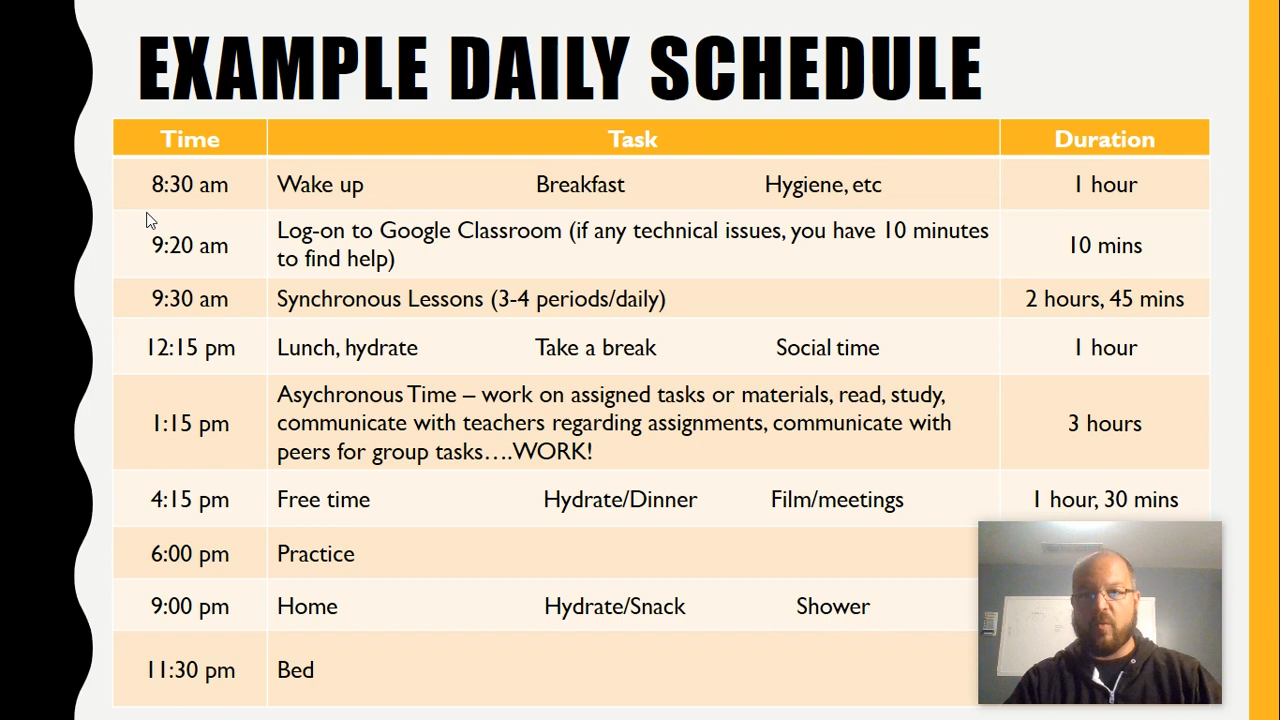 EXAMPLE DAILY SCHEDULE
Time Task Duration
8:30 am Wake up Breakfast Hygiene, etc 1 hour
9:20 am Log-on to Google Classroom (if any technical issues, you have 10 minutes
to find help) 10 mins
9:30 am Synchronous Lessons (3-4 periods/daily) 2 hours, 45 mins
12:15 pm Lunch, hydrate Take a break Social time 1 hour
1:15 pm Asychronous Time – work on assigned tasks or materials, read, study,
communicate with teachers regarding assignments, communicate with
peers for group tasks….WORK! 3 hours
4:15 pm Free time Hydrate/Dinner Film/meetings 1 hour, 30 mins
6:00 pm Practice
9:00 pm Home Hydrate/Snack Shower
11:30 pm Bed